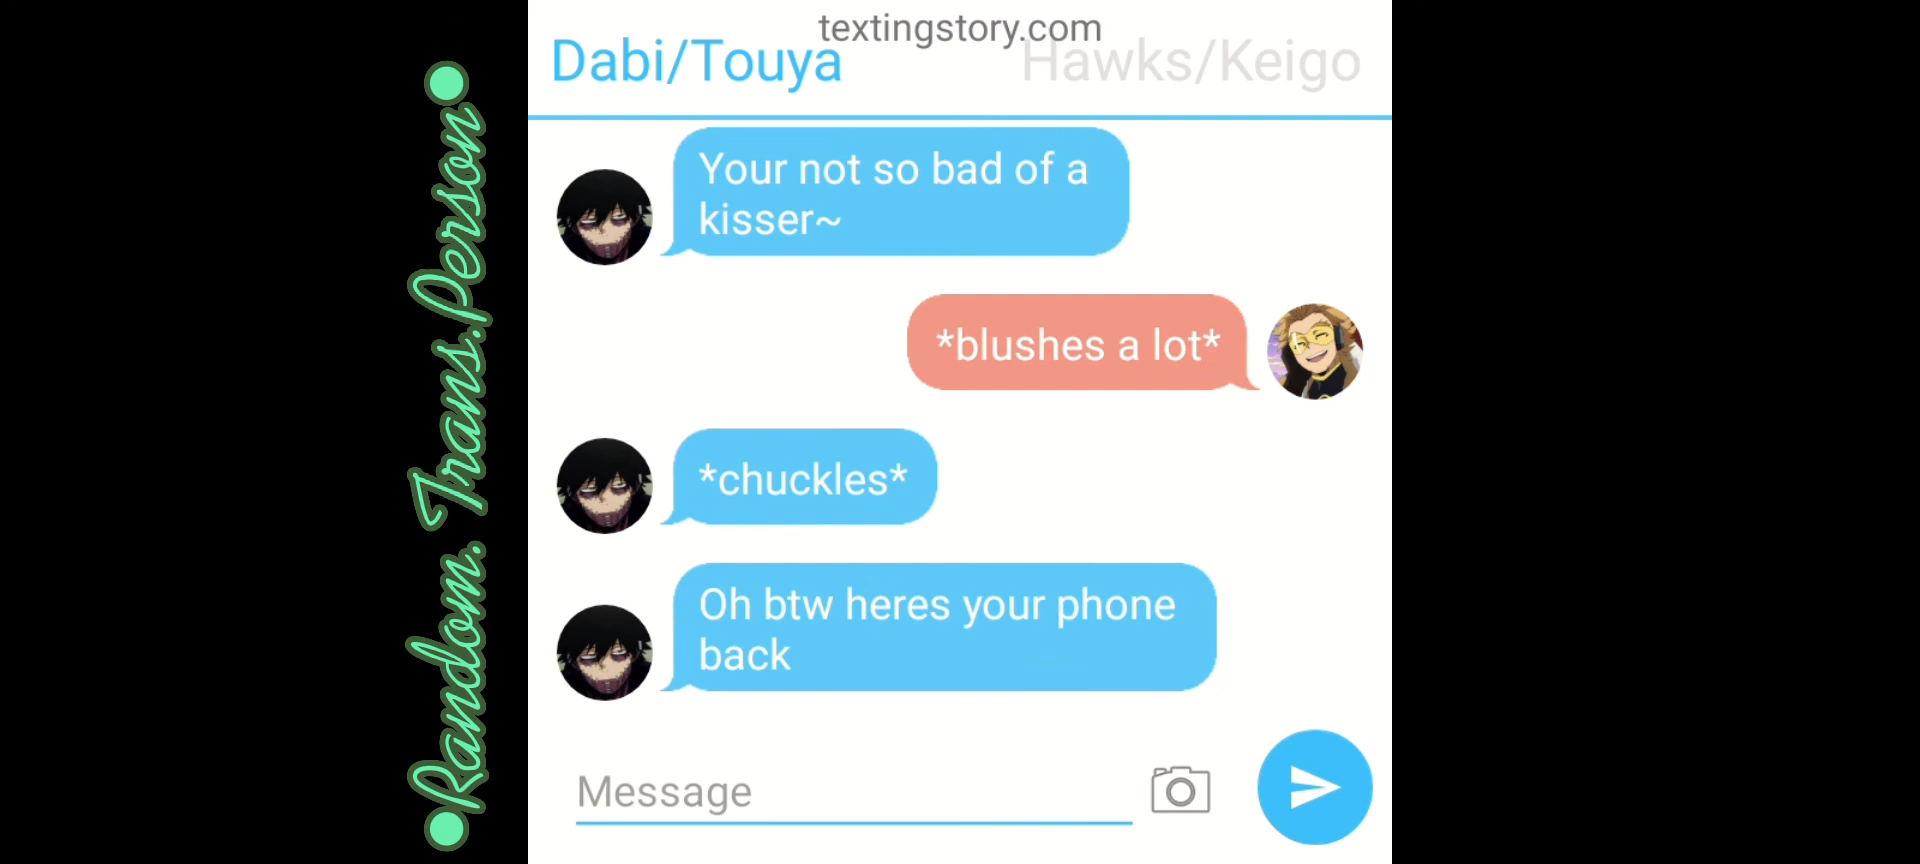 textingstory.com
Dabi/Touya
Hawks/Keigo
Your not so bad of a
kisser~
*blushes a lot*
*chuckles*
Oh btw heres your phone
back
Message
•Random. Trans.Person•